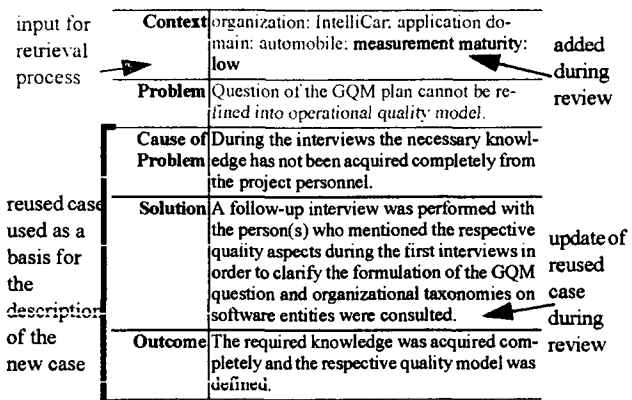 input for
retrieval
process
Context organization: IntelliCar; application do-
main: automobile; measurement maturity:
low
added
during
review
Problem Question of the GQM plan cannot be re-
fined into operational quality model.
Cause of During the interviews the necessary knowl-
Problem edge has not been acquired completely from
the project personnel.
reused case
used as a
basis for
the
description
of the
new case
Solution A follow-up interview was performed with
the person(s) who mentioned the respective
quality aspects during the first interviews in
order to clarify the formulation of the GQM
question and organizational taxonomies on
software entities were consulted.
update of
reused
case
during
review
Outcome The required knowledge was acquired com-
pletely and the respective quality model was
defined.